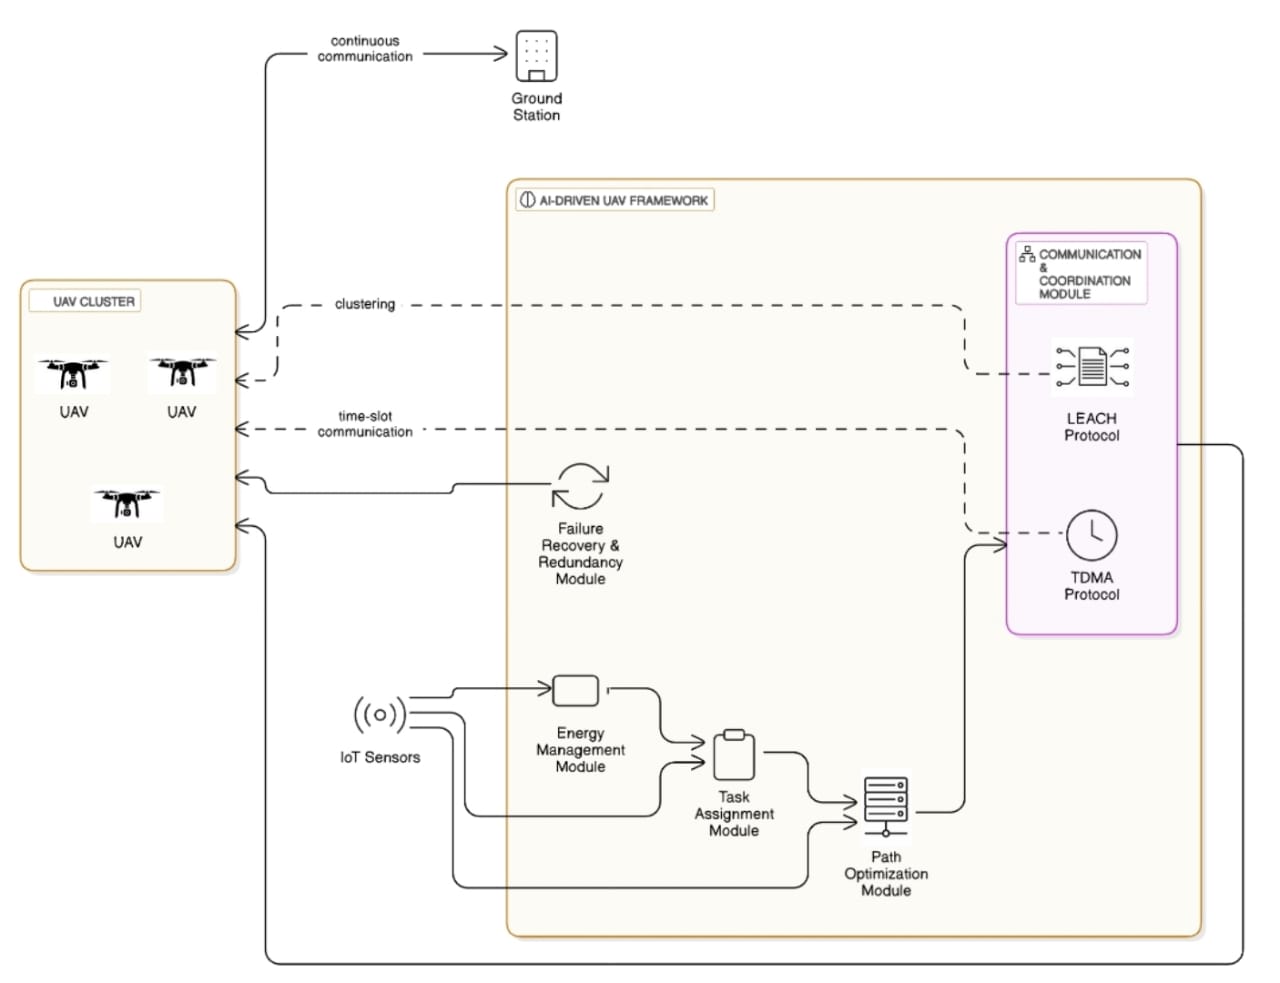 continuous
communication
Ground
Station
AI-DRIVEN UAV FRAMEWORK
COMMUNICATION
&
COORDINATION
MODULE
UAV CLUSTER
clustering
UAV
UAV
time-slot
communication
LEACH
Protocol
UAV
Failure
Recovery &
Redundancy
Module
TDMA
Protocol
IoT Sensors
Energy
Management
Module
Task
Assignment
Module
Path
Optimization
Module